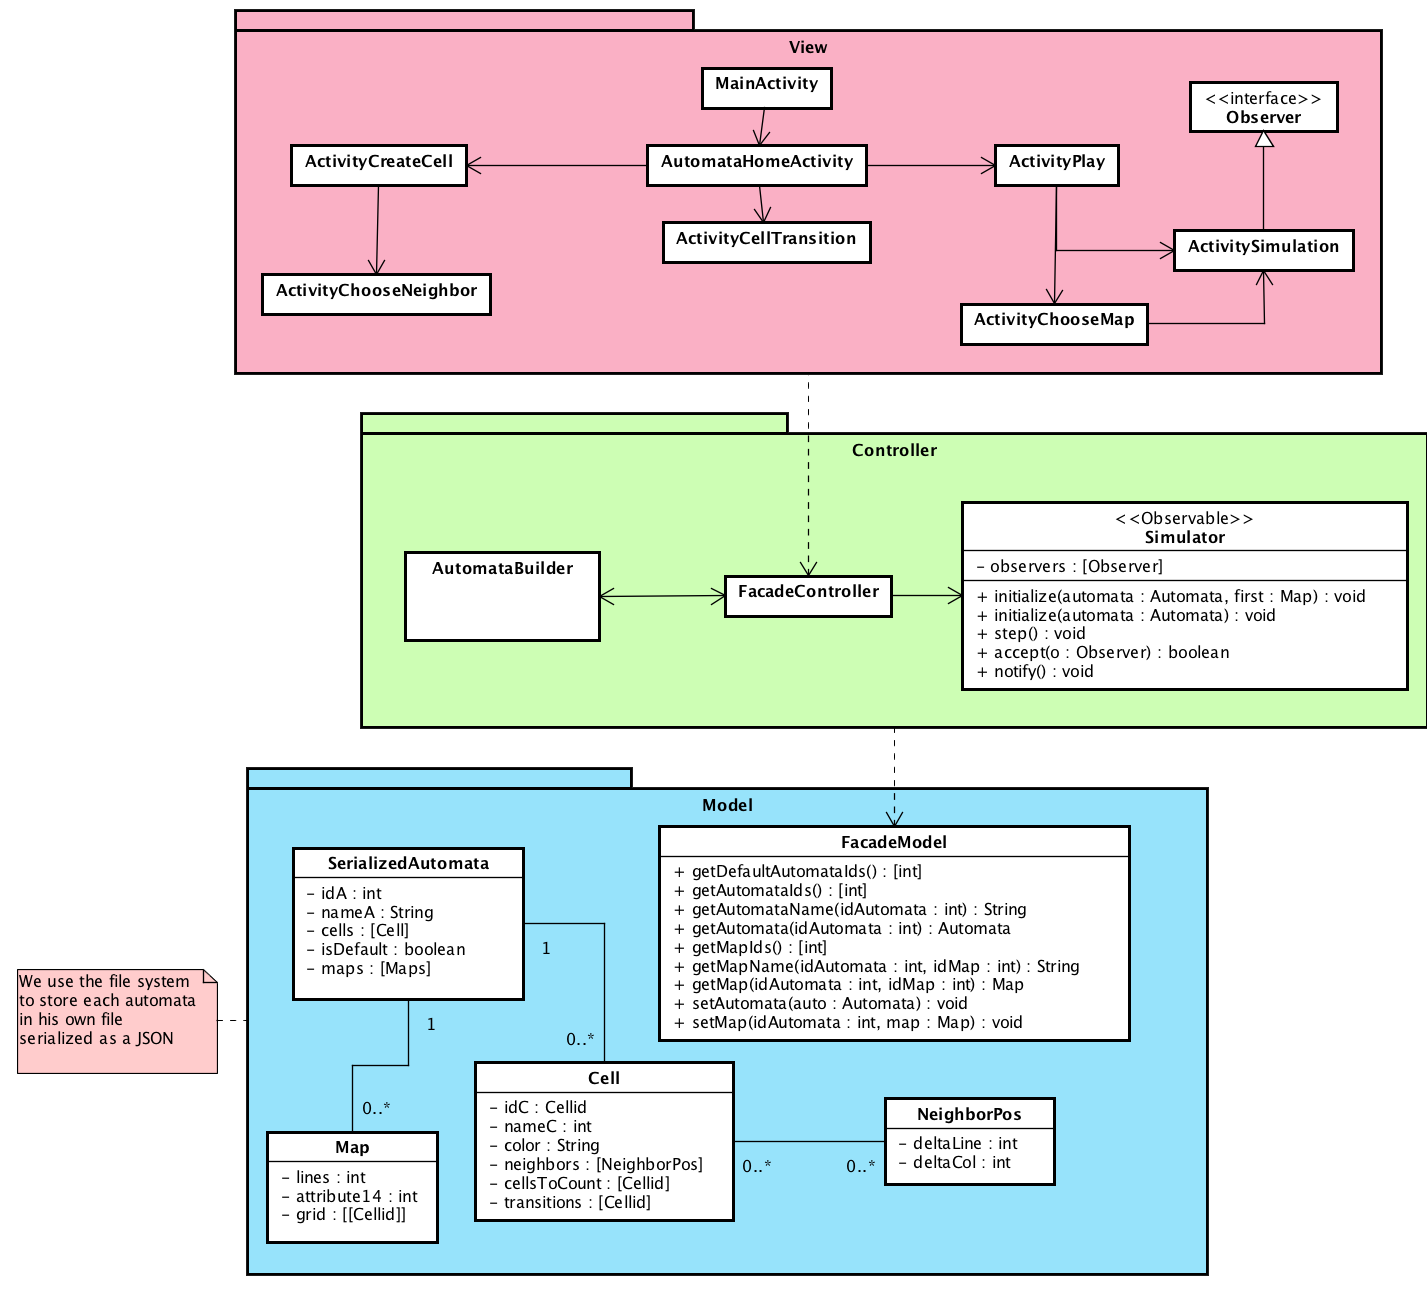 View
MainActivity
<<interface>>
Observer
ActivityCreateCell
AutomataHomeActivity
ActivityPlay
ActivityCellTransition
ActivitySimulation
ActivityChooseNeighbor
ActivityChooseMap
Controller
<<Observable>>
Simulator
- observers : [Observer]
+ initialize(automata : Automata, first : Map) : void
+ initialize(automata : Automata) : void
+ step() : void
+ accept(o : Observer) : boolean
+ notify() : void
AutomataBuilder
FacadeController
Model
FacadeModel
+ getDefaultAutomataIds() : [int]
+ getAutomataIds() : [int]
+ getAutomataName(idAutomata : int) : String
+ getAutomata(idAutomata : int) : Automata
+ getMapIds() : [int]
+ getMapName(idAutomata : int, idMap : int) : String
+ getMap(idAutomata : int, idMap : int) : Map
+ setAutomata(auto : Automata) : void
+ setMap(idAutomata : int, map : Map) : void
SerializedAutomata
- idA : int
- nameA : String
- cells : [Cell]
- isDefault : boolean
- maps : [Maps]
1
1
0..*
0..*
We use the file system
to store each automata
in his own file
serialized as a JSON
Cell
- idC : Cellid
- nameC : int
- color : String
- neighbors : [NeighborPos]
- cellsToCount : [Cellid]
- transitions : [Cellid]
0..*
0..*
NeighborPos
- deltaLine : int
- deltaCol : int
Map
- lines : int
- attribute14 : int
- grid : [[Cellid]]